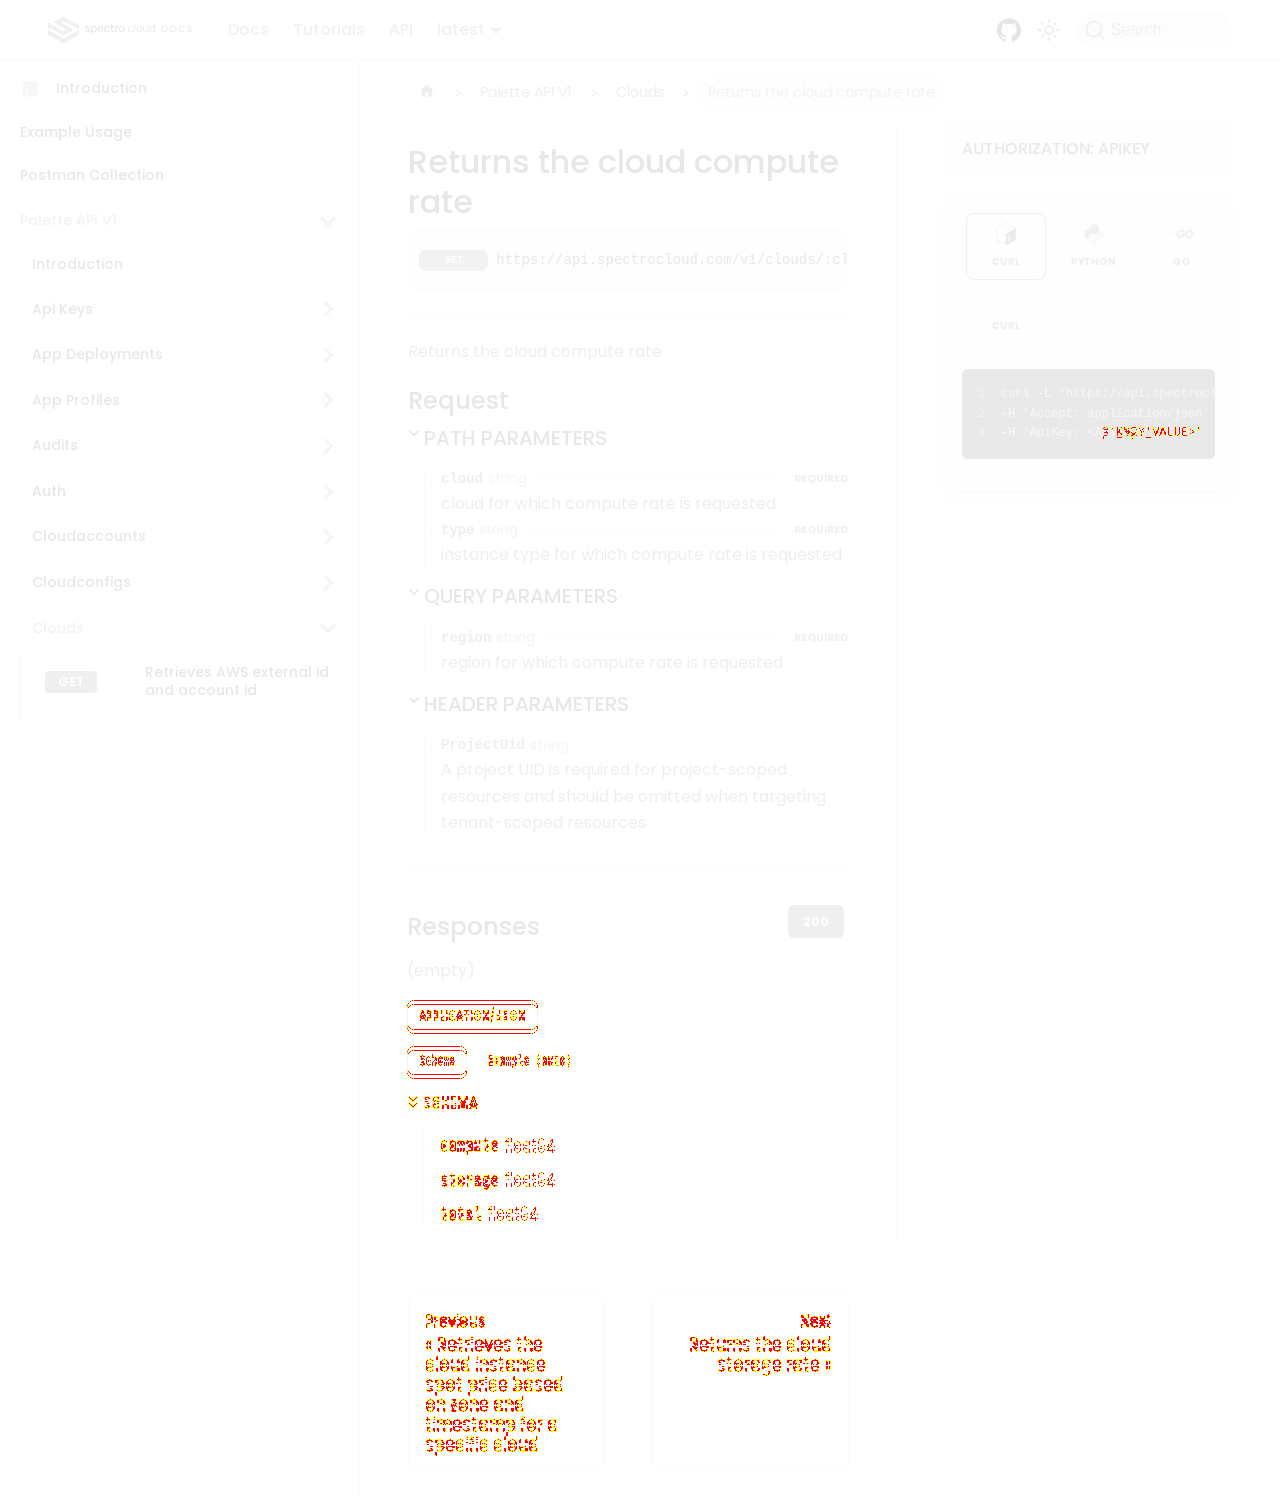 spectro cloud DOCS
Docs
Tutorials
API
latest
Search
Introduction
Example Usage
Postman Collection
Palette API V1
Introduction
Api Keys
App Deployments
App Profiles
Audits
Auth
Cloudaccounts
Cloudconfigs
Clouds
GET
Retrieves AWS external id
and account id
Palette API V1
Clouds
Returns the cloud compute rate
Returns the cloud compute
rate
GET
https://api.spectrocloud.com/v1/clouds/:cl
Returns the cloud compute rate
Request
PATH PARAMETERS
cloud string REQUIRED
cloud for which compute rate is requested
type string REQUIRED
instance type for which compute rate is requested
QUERY PARAMETERS
region string REQUIRED
region for which compute rate is requested
HEADER PARAMETERS
ProjectUid string
A project UID is required for project-scoped
resources and should be omitted when targeting
tenant-scoped resources
Responses
200
(empty)
APPLICATION/JSON
Schema
Example (auto)
SCHEMA
compute float64
storage float64
total float64
Previous
« Retrieves the
cloud instance
spot price based
on zone and
timestamp for a
specific cloud
Next
Returns the cloud
storage rate »
AUTHORIZATION: APIKEY
CURL
PYTHON
GO
GO
CURL
1 curl -L 'https://api.spectrocl
2 -H 'Accept: application/json'
3 -H 'ApiKey: VALUE>'